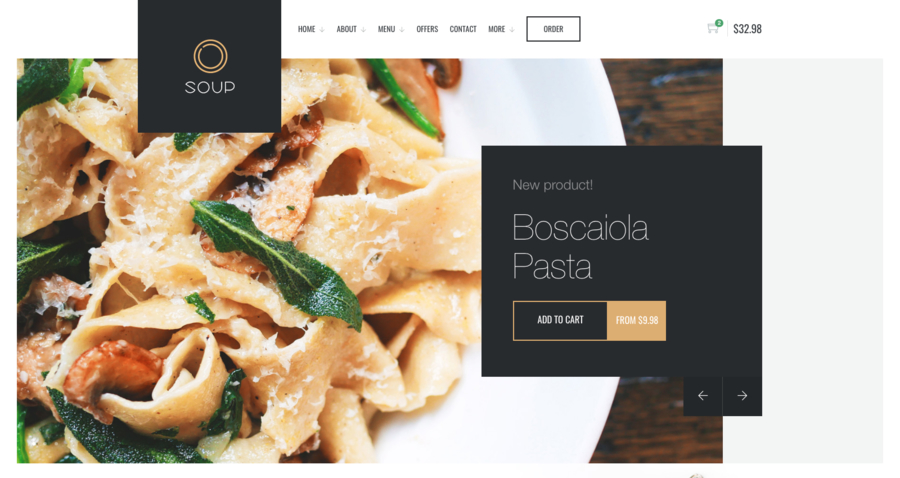 HOME ABOUT MENU OFFERS CONTACT MORE ORDER 2 $32.98
SOUP
New product!
Boscaiola
Pasta
ADD TO CART FROM $9.98